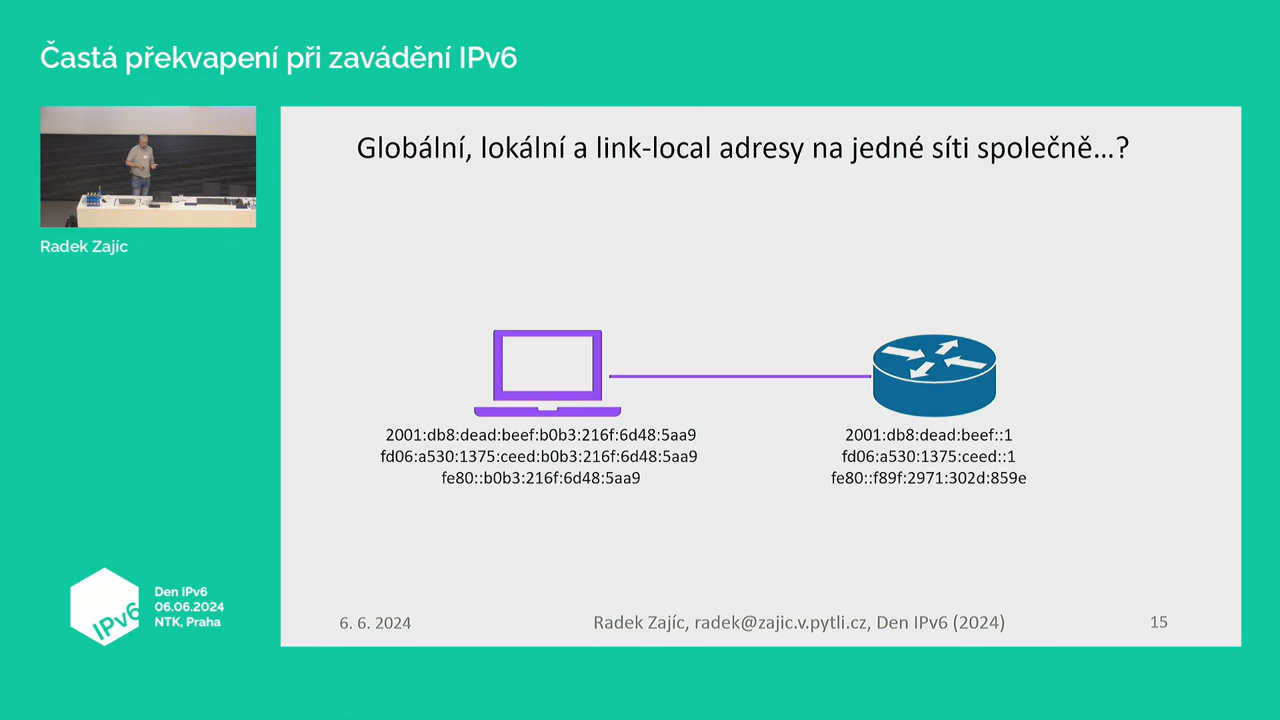 Častá překvapení při zavádění IPv6
Radek Zajíc
Globální, lokální a link-local adresy na jedné síti společně…?
2001:db8:dead:beef:b0b3:216f:6d48:5aa9
fd06:a530:1375:ceed:b0b3:216f:6d48:5aa9
fe80::b0b3:216f:6d48:5aa9
2001:db8:dead:beef::1
fd06:a530:1375:ceed::1
fe80::f89f:2971:302d:859e
6. 6. 2024
Radek Zajíc, radek@zajic.v.pytli.cz, Den IPv6 (2024)
15
IPv6
Den IPv6
06.06.2024
NTK, Praha